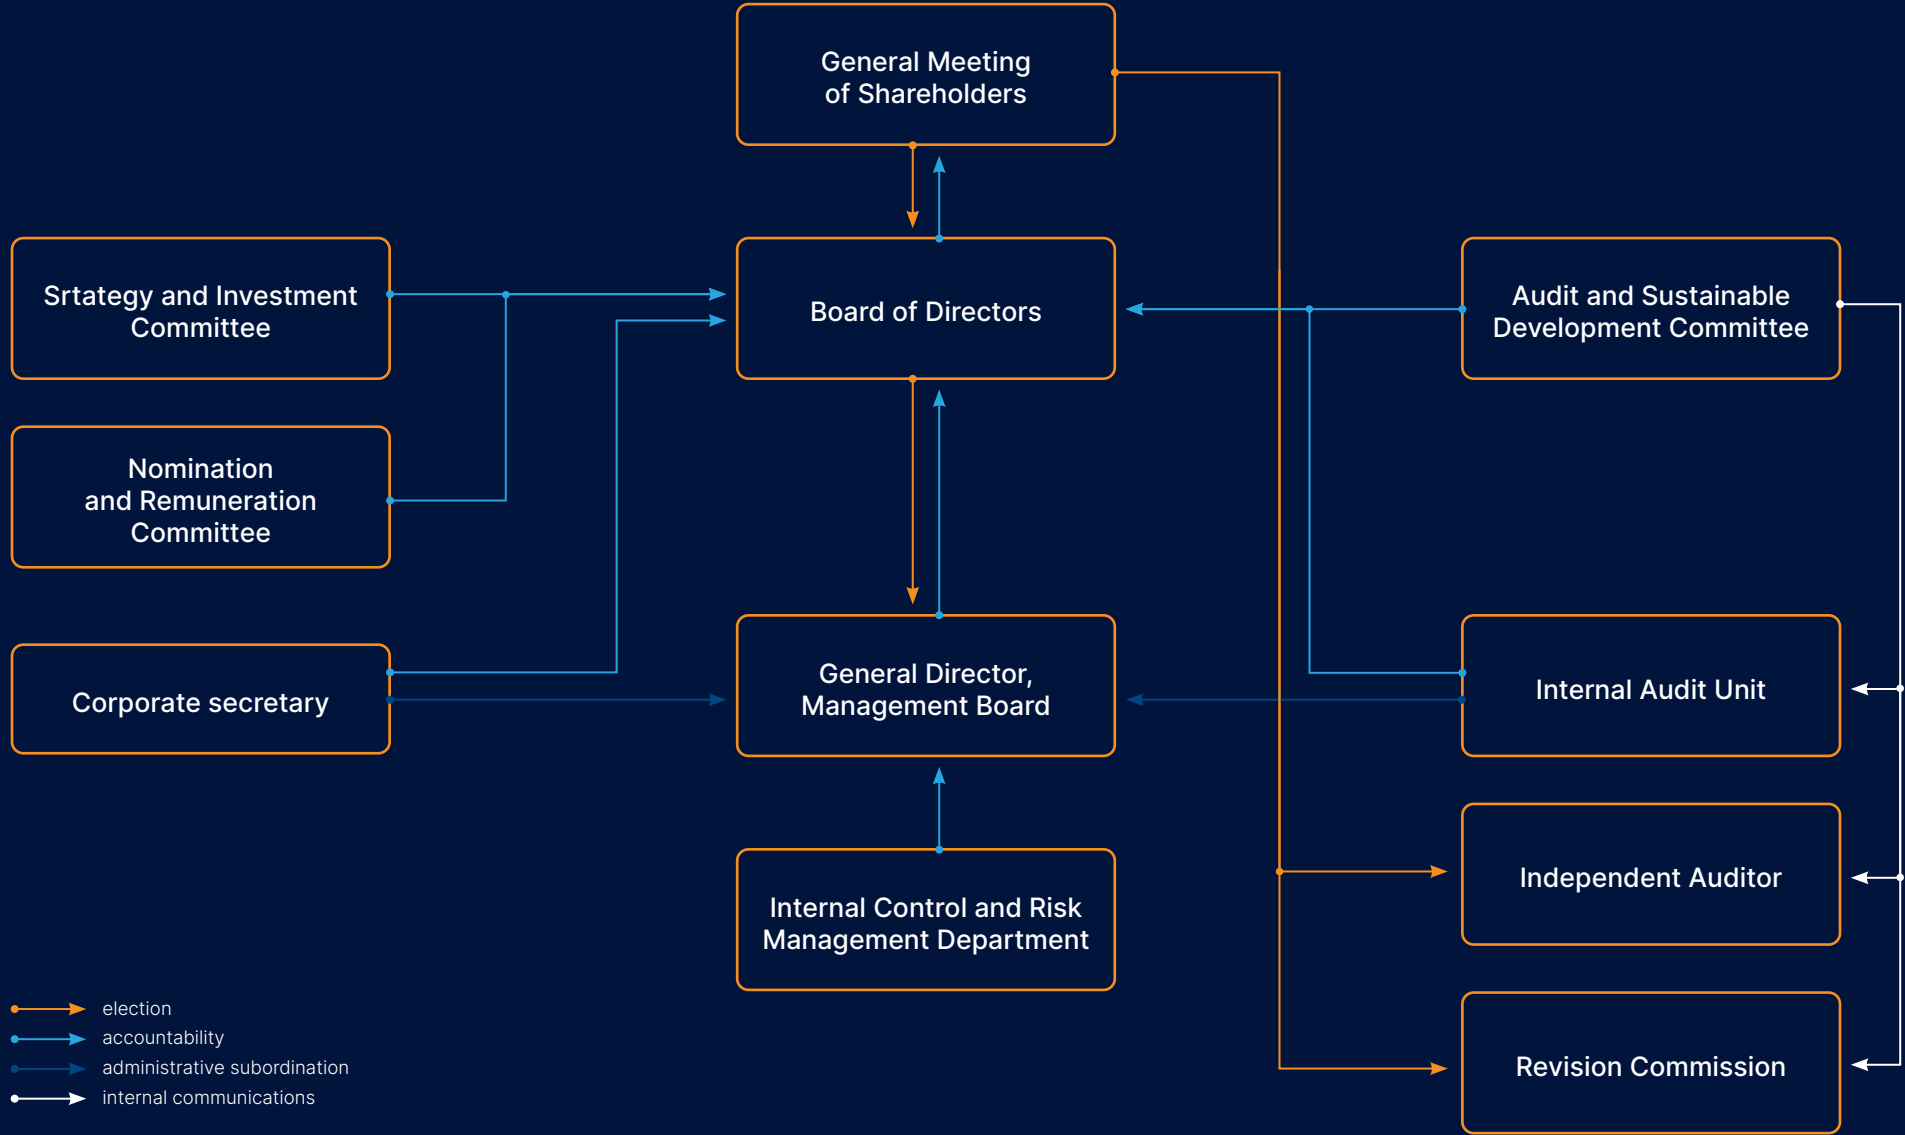 General Meeting
of Shareholders
Srtategy and Investment
Committee
Board of Directors
Audit and Sustainable
Development Committee
Nomination
and Remuneration
Committee
Corporate secretary
General Director,
Management Board
Internal Audit Unit
Internal Control and Risk
Management Department
Independent Auditor
Revision Commission
election
accountability
administrative subordination
internal communications